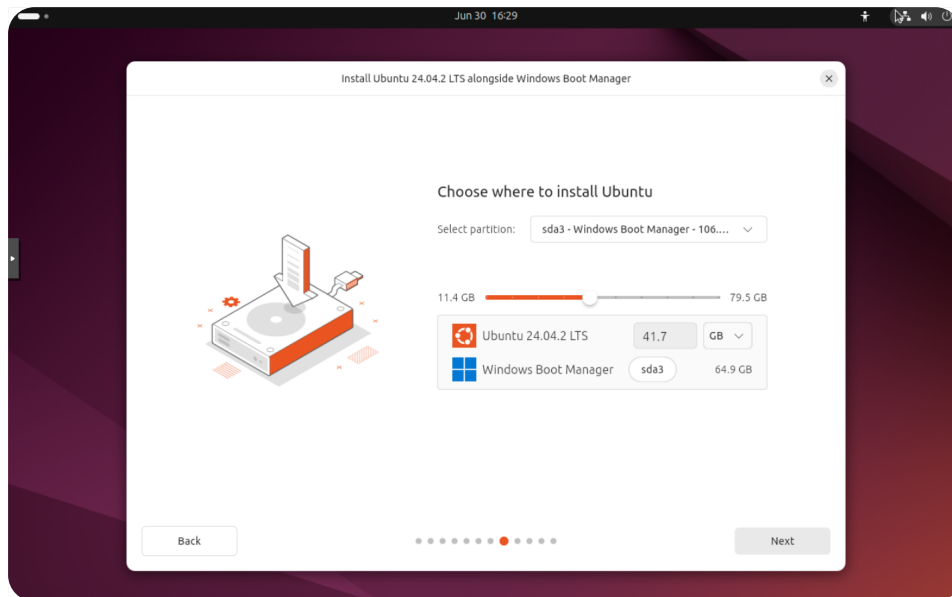 Jun 30 16:29
Install Ubuntu 24.04.2 LTS alongside Windows Boot Manager
Choose where to install Ubuntu
Select partition: sda3 - Windows Boot Manager - 106....
11.4 GB 79.5 GB
Ubuntu 24.04.2 LTS 41.7 GB
Windows Boot Manager sda3 64.9 GB
Back Next